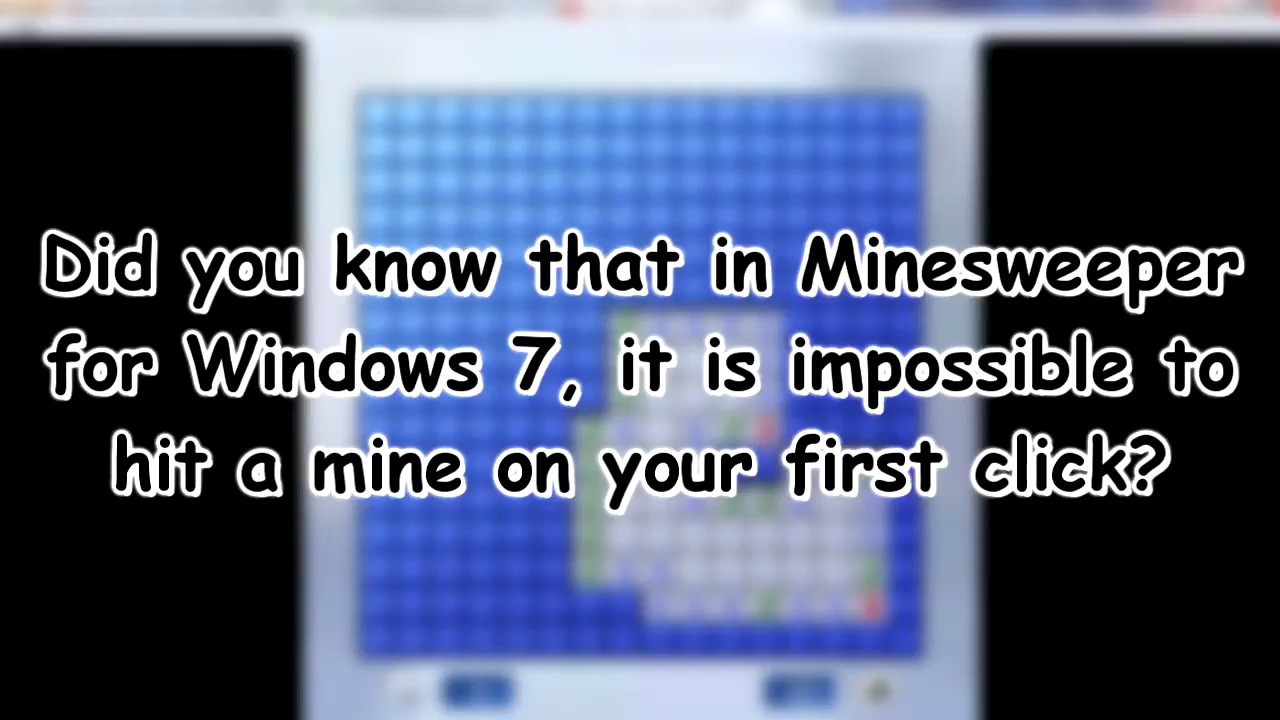 Did you know that in Minesweeper
for Windows 7, it is impossible to
hit a mine on your first click?